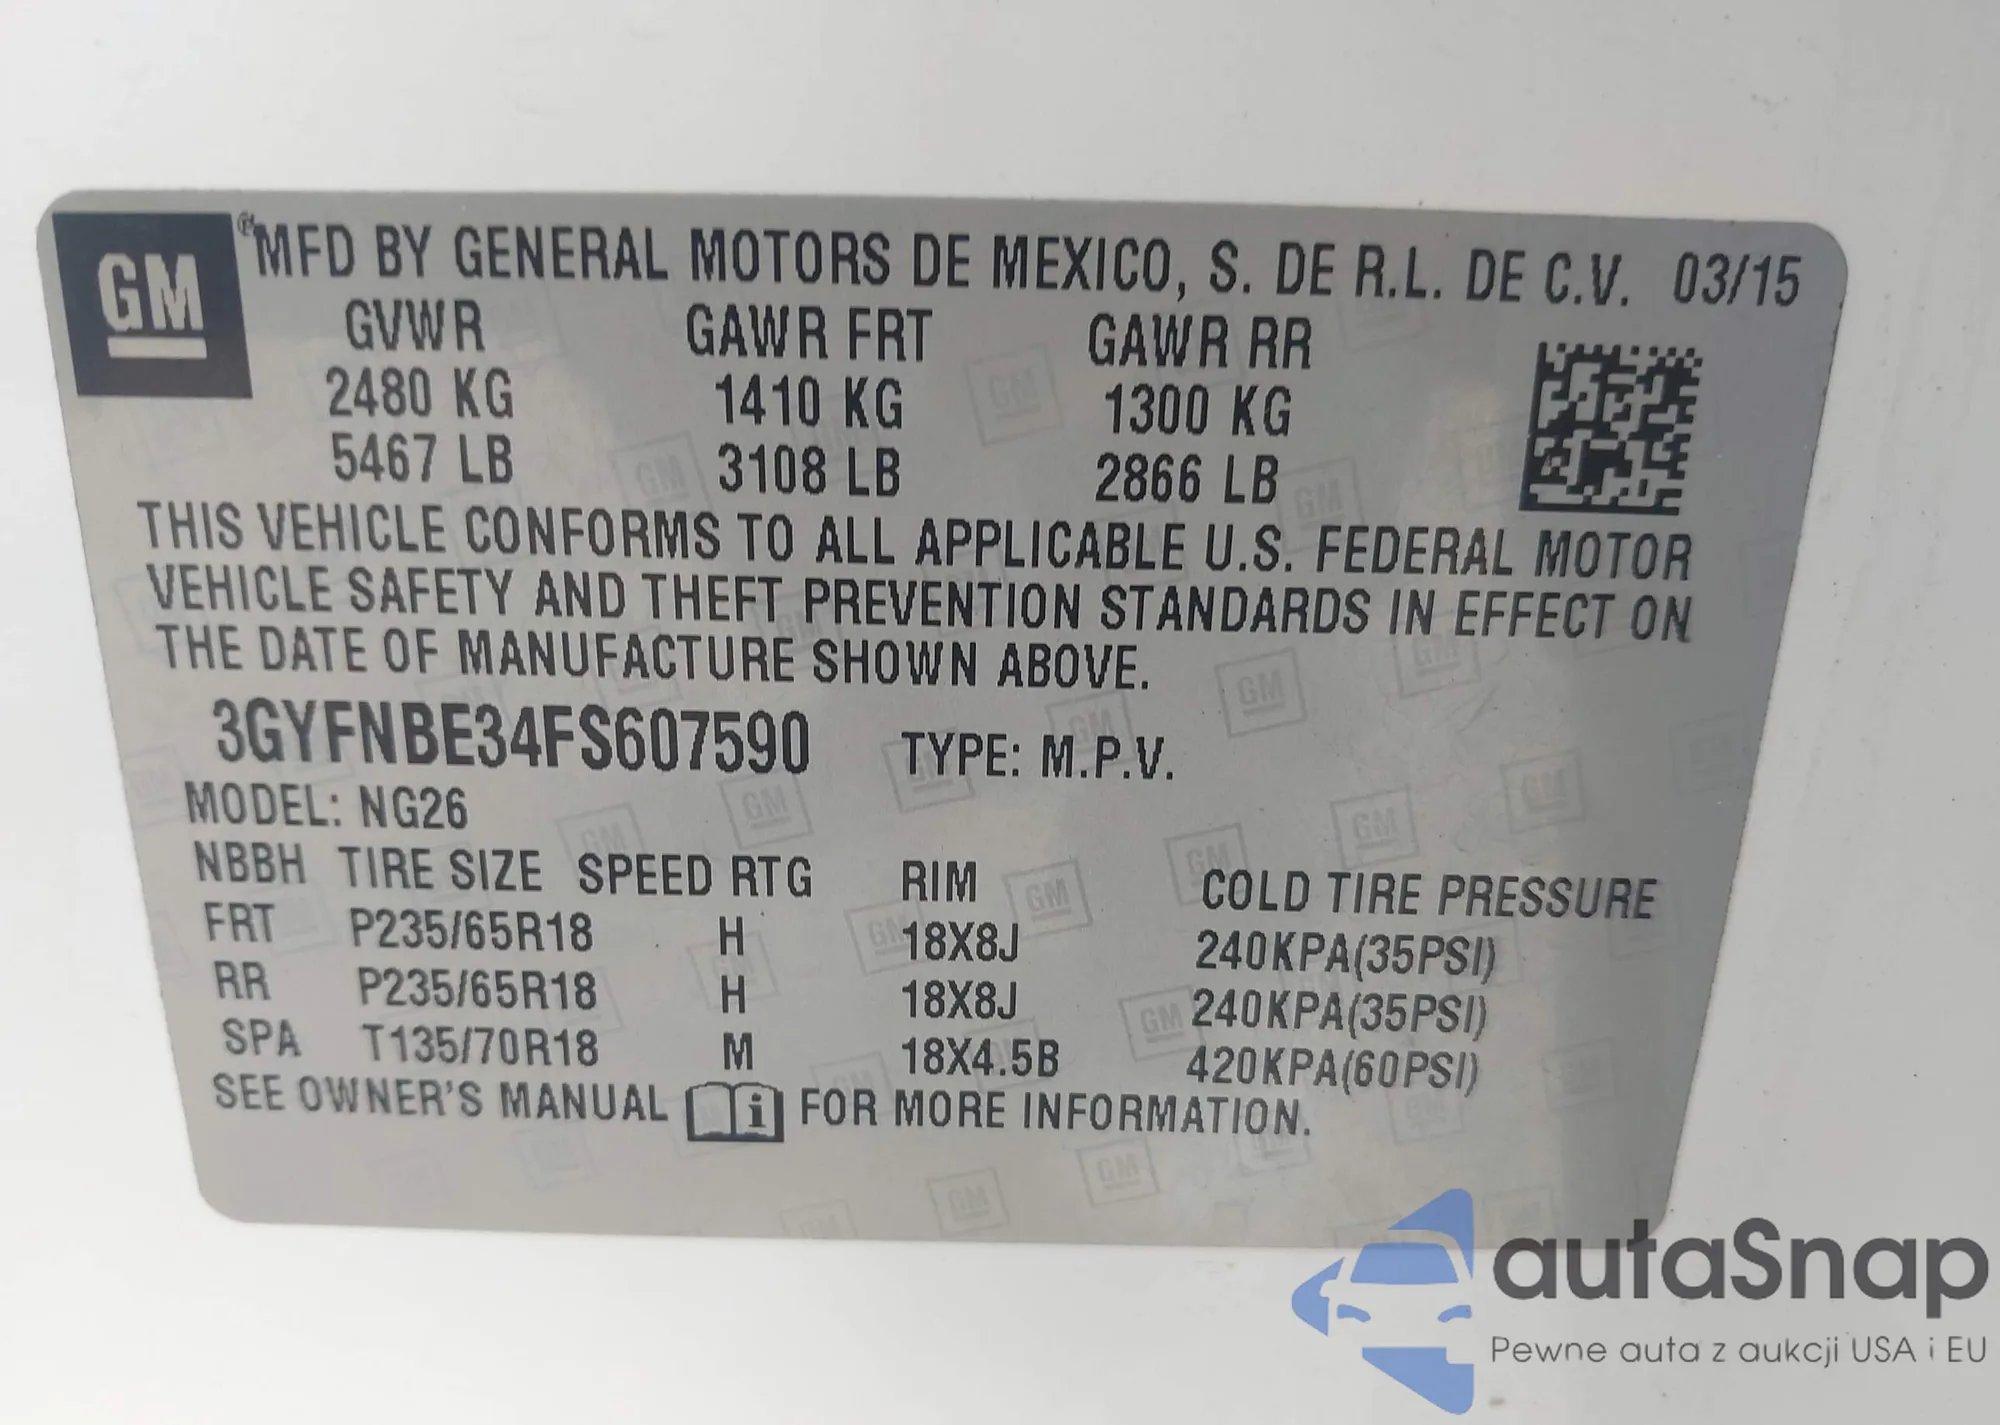 GM
MFD BY GENERAL MOTORS DE MEXICO, S. DE R.L. DE C.V. 03/15
GVWR GAWR FRT GAWR RR
2480 KG 1410 KG 1300 KG
5467 LB 3108 LB 2866 LB
THIS VEHICLE CONFORMS TO ALL APPLICABLE U.S. FEDERAL MOTOR
VEHICLE SAFETY AND THEFT PREVENTION STANDARDS IN EFFECT ON
THE DATE OF MANUFACTURE SHOWN ABOVE.
3GYFNBE34FS607590 TYPE: M.P.V.
MODEL: NG26
NBBH TIRE SIZE SPEED RTG RIM COLD TIRE PRESSURE
FRT P235/65R18 H 18X8J 240KPA(35PSI)
RR P235/65R18 H 18X8J 240KPA(35PSI)
SPA T135/70R18 M 18X4.5B 420KPA(60PSI)
SEE OWNER'S MANUAL i FOR MORE INFORMATION.
autaSnap
Pewne auta z aukcji USA i EU